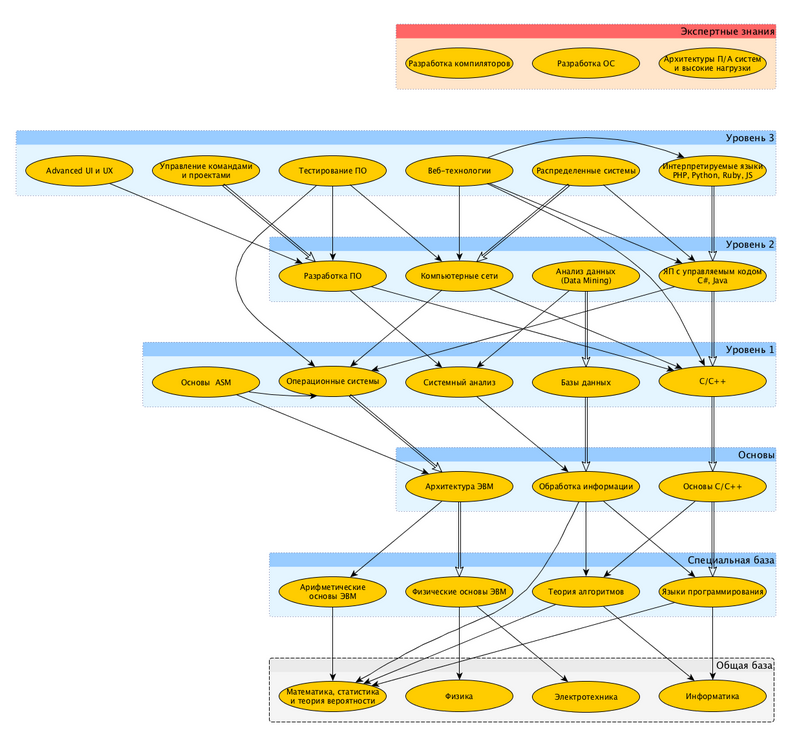 Экспертные знания
Разработка компиляторов
Разработка ОС
Архитектуры П/А систем
и высокие нагрузки
Уровень 3
Advanced UI и UX
Управление командами
и проектами
Тестирование ПО
Веб-технологии
Распределенные системы
Интерпретируемые языки
PHP, Python, Ruby, JS
Уровень 2
Разработка ПО
Компьютерные сети
Анализ данных
(Data Mining)
ЯП с управляемым кодом
C#, Java
Уровень 1
Основы ASM
Операционные системы
Системный анализ
Базы данных
C/C++
Основы
Архитектура ЭВМ
Обработка информации
Основы C/C++
Специальная база
Арифметические
основы ЭВМ
Физические основы ЭВМ
Теория алгоритмов
Языки программирования
Общая база
Математика, статистика
и теория вероятности
Физика
Электротехника
Информатика